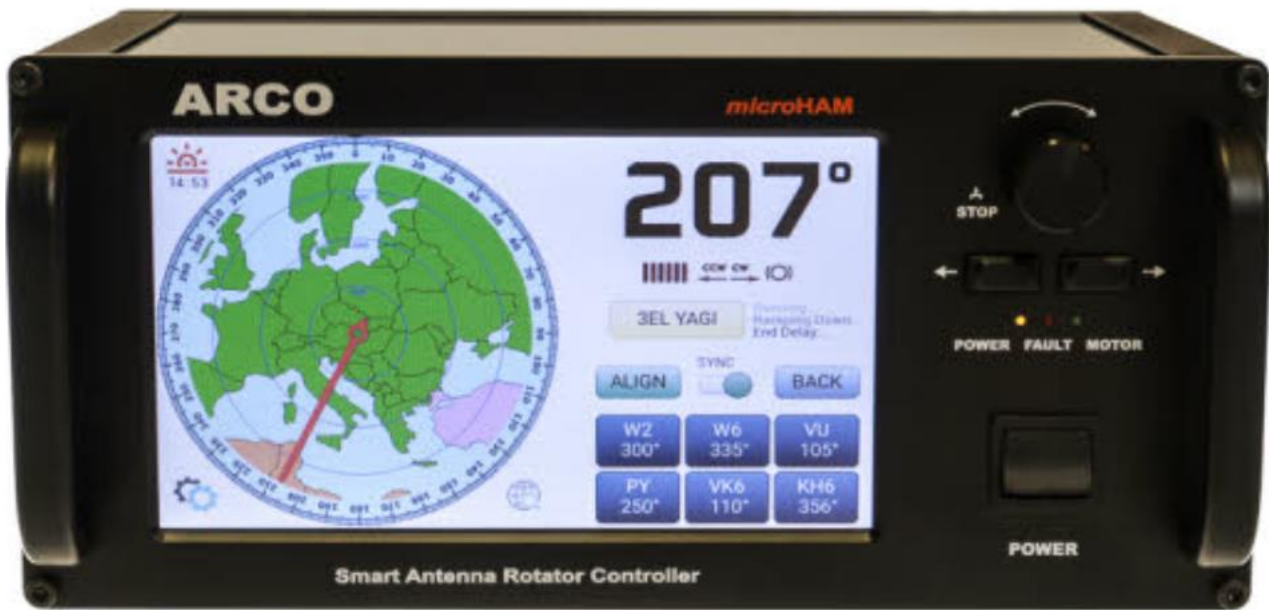 ARCO
microHAM
14:53
207°
CCW CW
3EL YAGI
Ramping Down
End Delay
SYNC
ALIGN
BACK
W2
300°
W6
335°
VU
105°
PY
250°
VK6
110°
KH6
356°
STOP
POWER FAULT MOTOR
POWER
Smart Antenna Rotator Controller